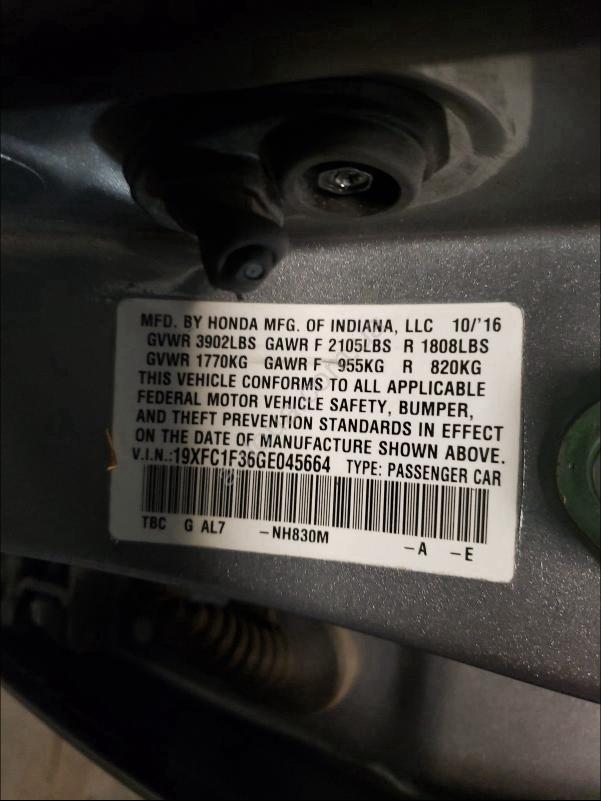 MFD. BY HONDA MFG. OF INDIANA, LLC 10/'16
GVWR 3902LBS GAWR F 2105LBS R 1808LBS
GVWR 1770KG GAWR F 955KG R 820KG
THIS VEHICLE CONFORMS TO ALL APPLICABLE
FEDERAL MOTOR VEHICLE SAFETY, BUMPER,
AND THEFT PREVENTION STANDARDS IN EFFECT
ON THE DATE OF MANUFACTURE SHOWN ABOVE.
V.I.N.:19XFC1F36GE045664 TYPE: PASSENGER CAR
TBC G AL7 -NH830M -A -E